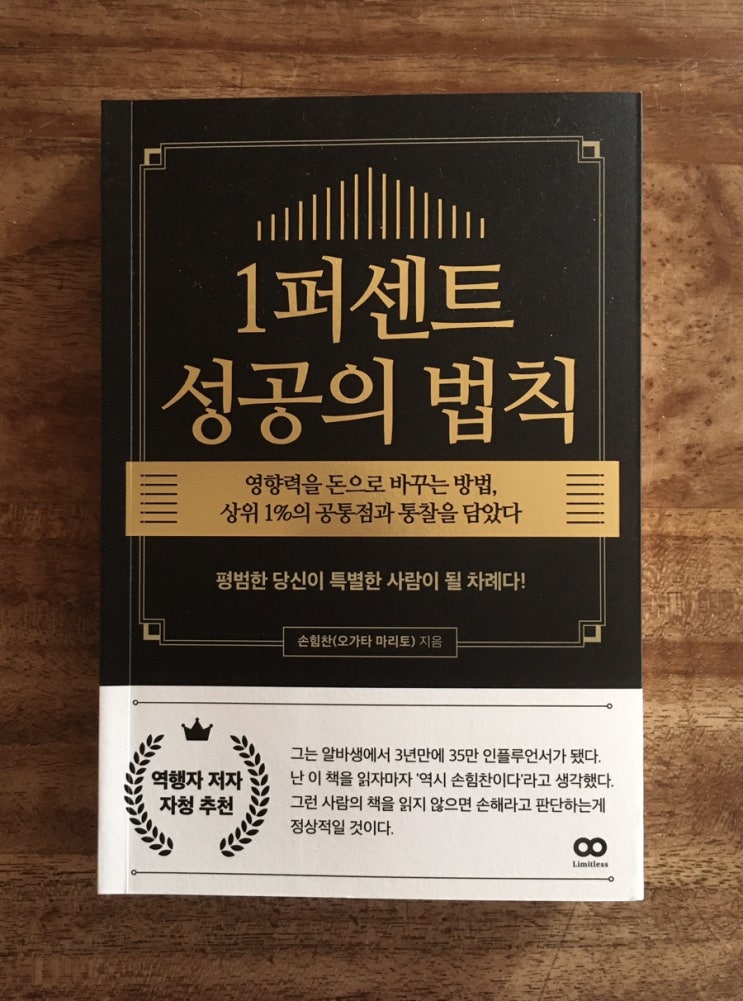 1퍼센트
성공의 법칙
영향력을 돈으로 바꾸는 방법,
상위 1%의 공통점과 통찰을 담았다
평범한 당신이 특별한 사람이 될 차례다!
손힘찬(오가타 마리토) 지음
역행자 저자
자청 추천
그는 알바생에서 3년만에 35만 인플루언서가 됐다.
난 이 책을 읽자마자 '역시 손힘찬이다'라고 생각했다.
그런 사람의 책을 읽지 않으면 손해라고 판단하는게
정상적일 것이다.
Limitless